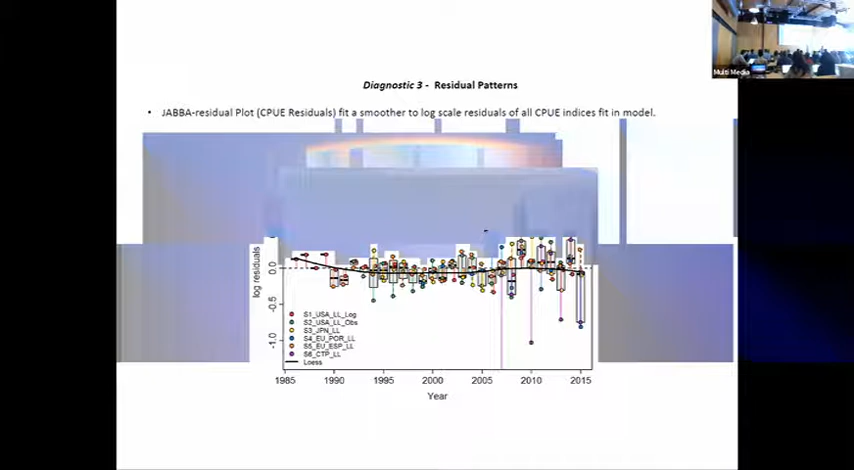 Multi Media
Diagnostic 3 - Residual Patterns
• JABBA-residual Plot (CPUE Residuals) fit a smoother to log scale residuals of all CPUE indices fit in model.
log residuals
0.0
-0.5
-1.0
S1_USA_LL_Log
S2_USA_LL_Obs
S3_JPN_LL
S4_EU_POR_LL
S5_EU_ESP_LL
S6_CTP_LL
Loess
1985 1990 1995 2000 2005 2010 2015
Year